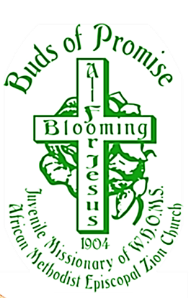 Buds of Promise
All For Jesus
Blooming
1904
Juvenile Missionary of W.H.O.M.S.
African Methodist Episcopal Zion Church